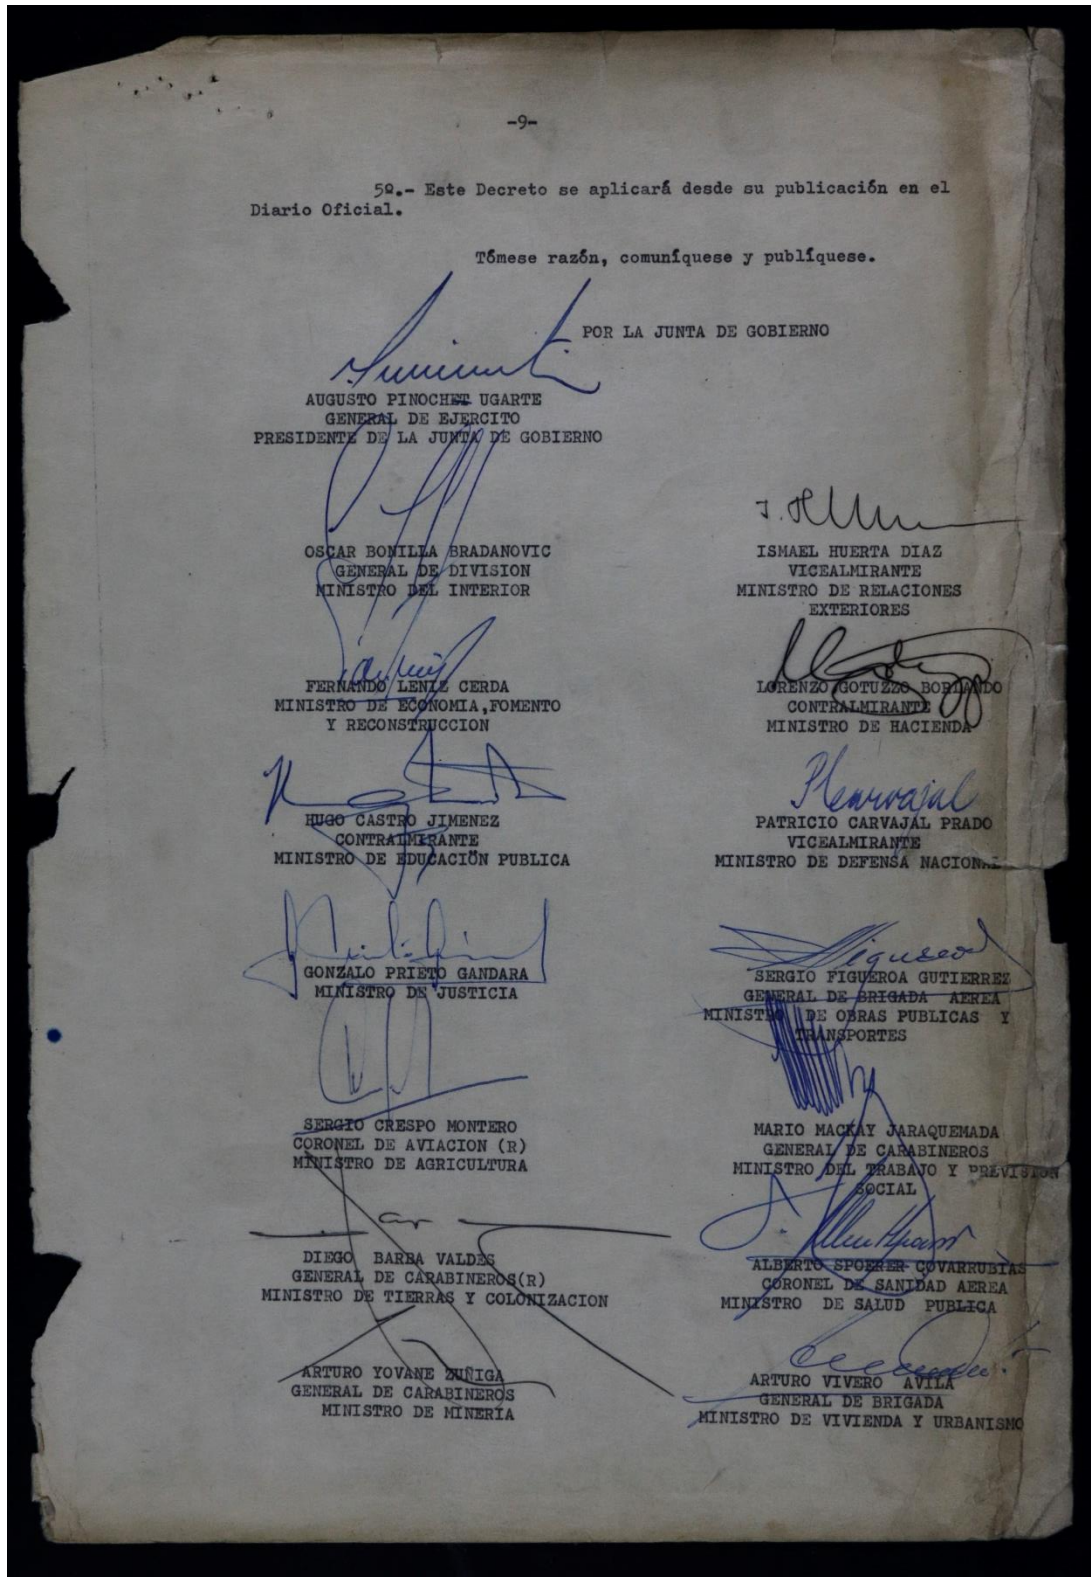 -9-
5º.- Este Decreto se aplicará desde su publicación en el
Diario Oficial.
Tómese razón, comuníquese y publíquese.
POR LA JUNTA DE GOBIERNO
AUGUSTO PINOCHET UGARTE
GENERAL DE EJERCITO
PRESIDENTE DE LA JUNTA DE GOBIERNO
OSCAR BONILLA BRADANOVIC
GENERAL DE DIVISION
MINISTRO DEL INTERIOR
ISMAEL HUERTA DIAZ
VICEALMIRANTE
MINISTRO DE RELACIONES
EXTERIORES
FERNANDO LENIZ CERDA
MINISTRO DE ECONOMIA,FOMENTO
Y RECONSTRUCCION
LORENZO GOTUZZO BORLANDO
CONTRALMIRANTE
MINISTRO DE HACIENDA
HUGO CASTRO JIMENEZ
CONTRALMIRANTE
MINISTRO DE EDUCACIÓN PUBLICA
PCarvajal
PATRICIO CARVAJAL PRADO
VICEALMIRANTE
MINISTRO DE DEFENSA NACIONAL
GONZALO PRIETO GANDARA
MINISTRO DE JUSTICIA
SERGIO FIGUEROA GUTIERREZ
GENERAL DE BRIGADA AEREA
MINISTRO DE OBRAS PUBLICAS Y
TRANSPORTES
SERGIO CRESPO MONTERO
CORONEL DE AVIACION (R)
MINISTRO DE AGRICULTURA
MARIO MACKAY JARAQUEMADA
GENERAL DE CARABINEROS
MINISTRO DEL TRABAJO Y PREVISION
SOCIAL
DIEGO BARBA VALDES
GENERAL DE CARABINEROS(R)
MINISTRO DE TIERRAS Y COLONIZACION
ALBERTO SPOERER COVARRUBIAS
CORONEL DE SANIDAD AEREA
MINISTRO DE SALUD PUBLICA
ARTURO YOVANE ZUÑIGA
GENERAL DE CARABINEROS
MINISTRO DE MINERIA
ARTURO VIVERO AVILA
GENERAL DE BRIGADA
MINISTRO DE VIVIENDA Y URBANISMO